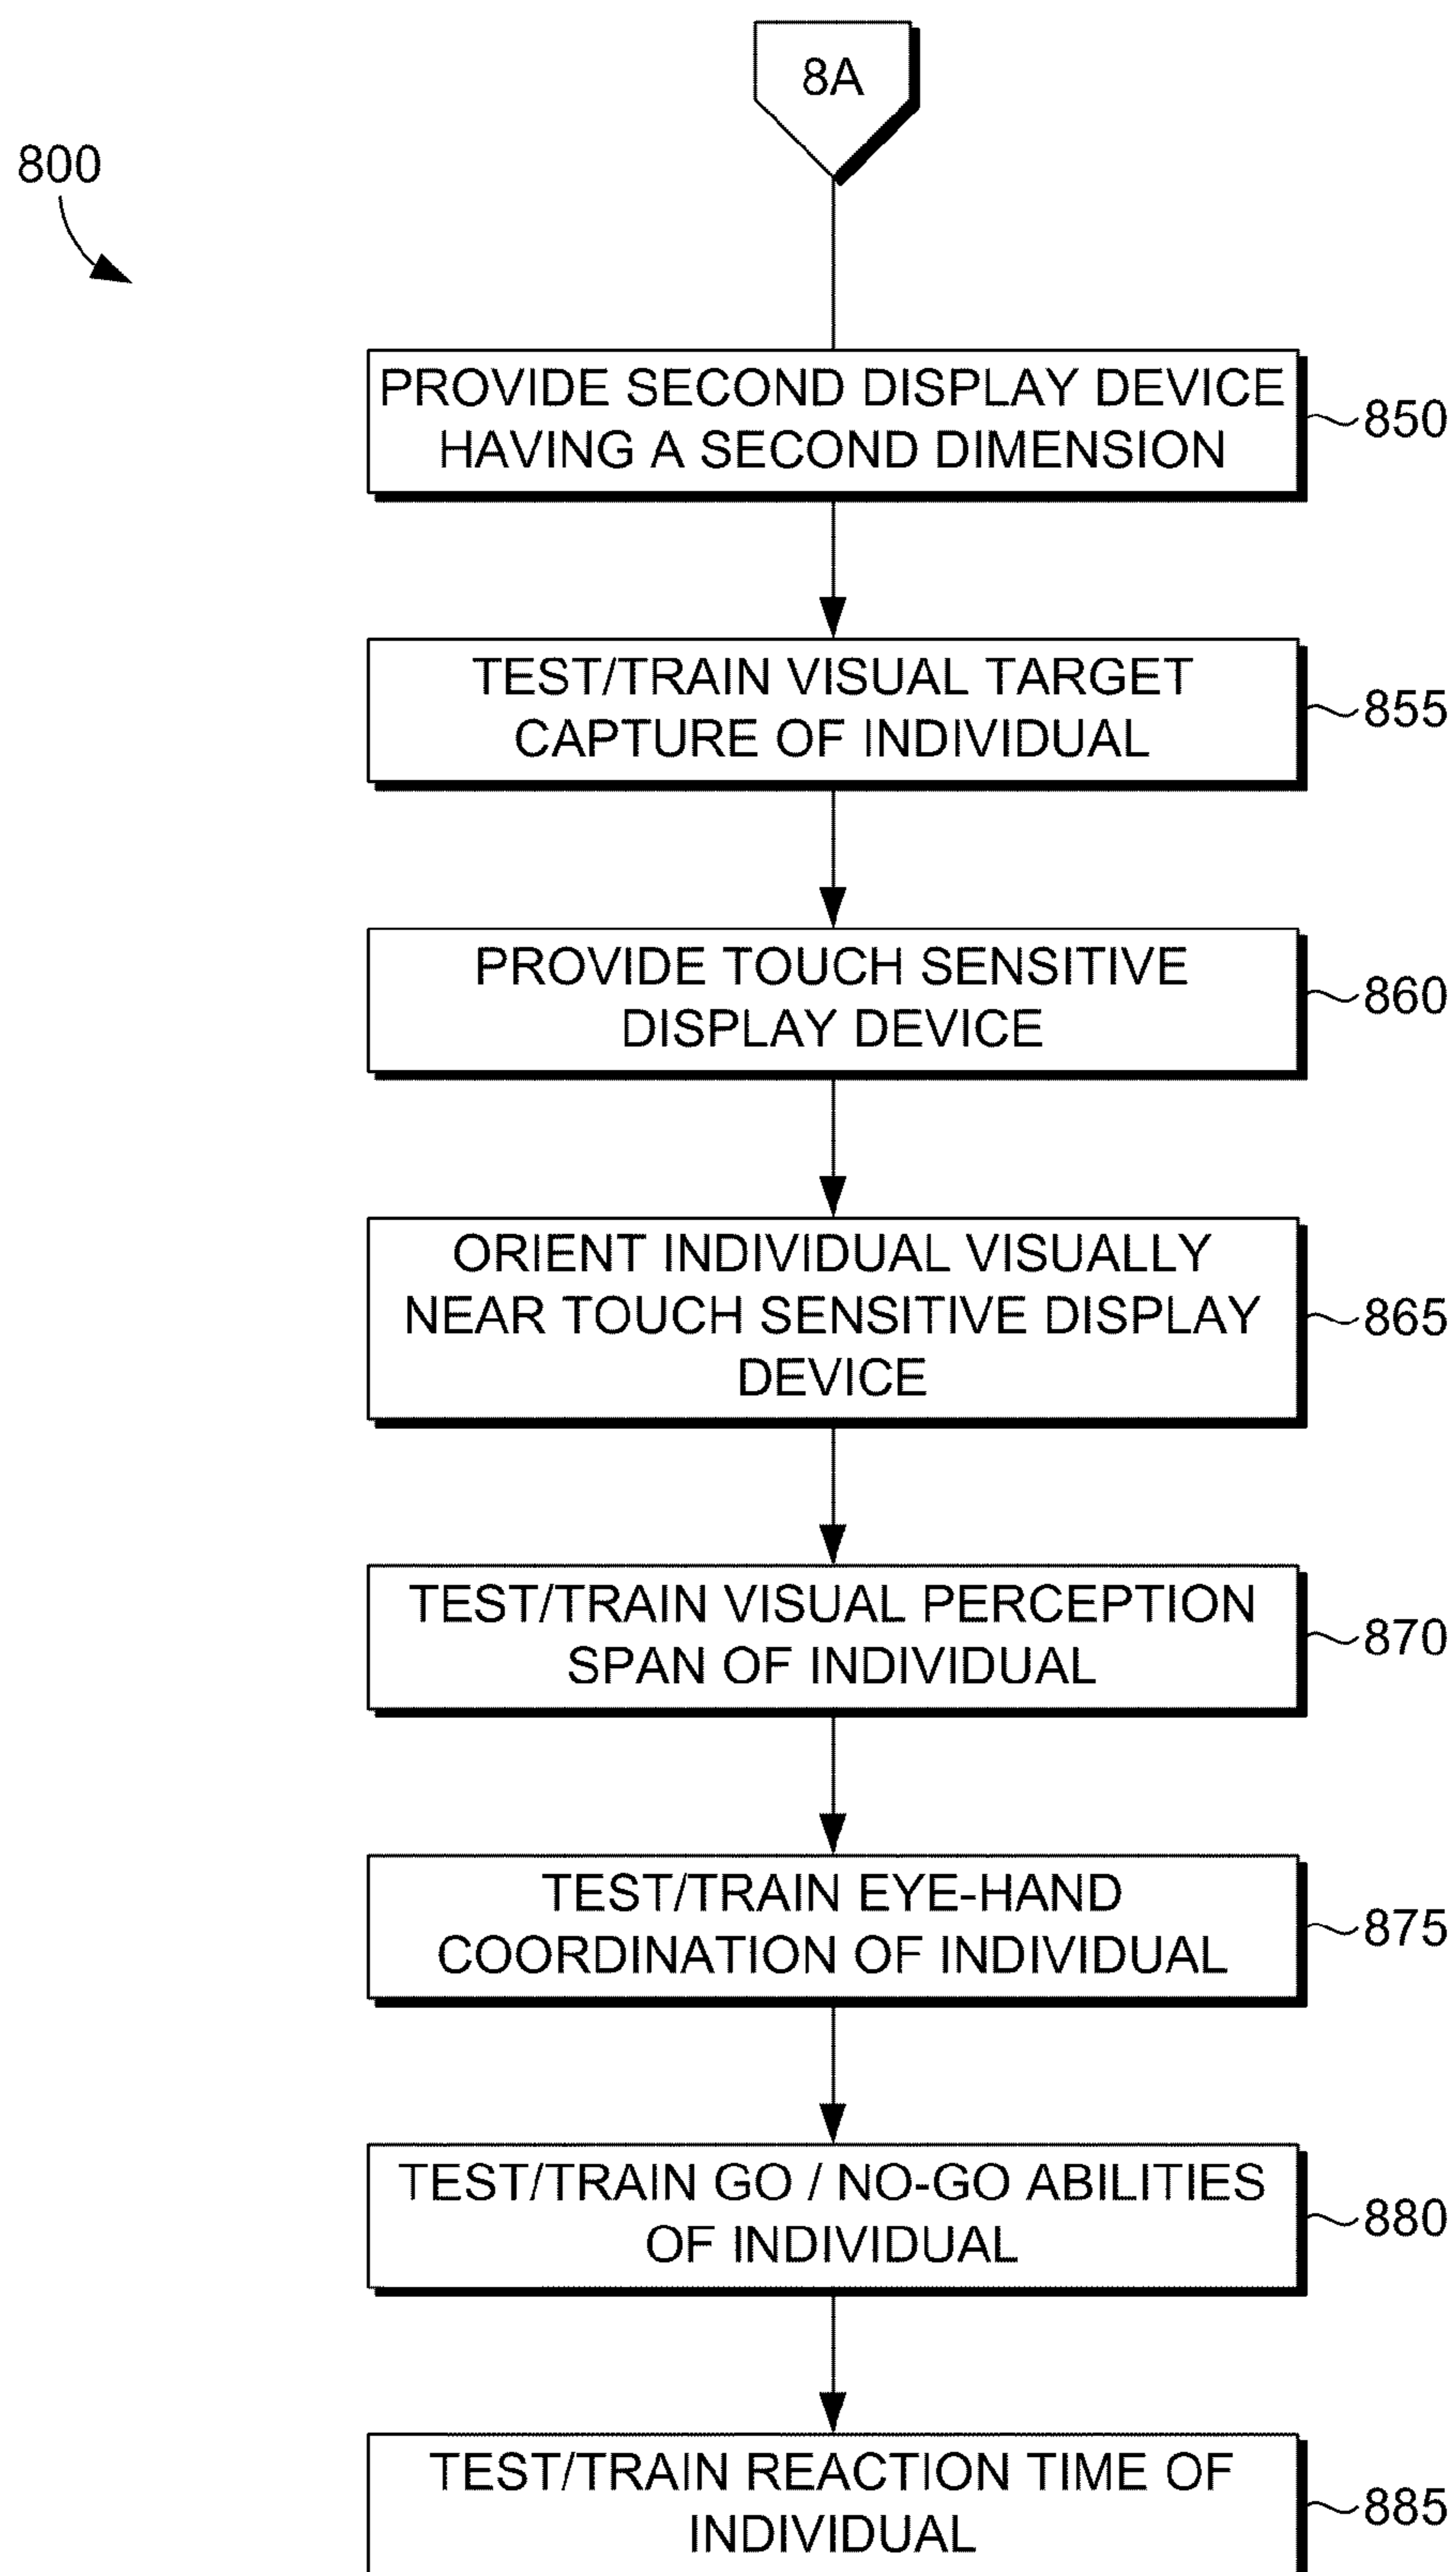 8A
800
PROVIDE SECOND DISPLAY DEVICE
HAVING A SECOND DIMENSION
850
TEST/TRAIN VISUAL TARGET
CAPTURE OF INDIVIDUAL
855
PROVIDE TOUCH SENSITIVE
DISPLAY DEVICE
860
ORIENT INDIVIDUAL VISUALLY
NEAR TOUCH SENSITIVE DISPLAY
DEVICE
865
TEST/TRAIN VISUAL PERCEPTION
SPAN OF INDIVIDUAL
870
TEST/TRAIN EYE-HAND
COORDINATION OF INDIVIDUAL
875
TEST/TRAIN GO / NO-GO ABILITIES
OF INDIVIDUAL
880
TEST/TRAIN REACTION TIME OF
INDIVIDUAL
885